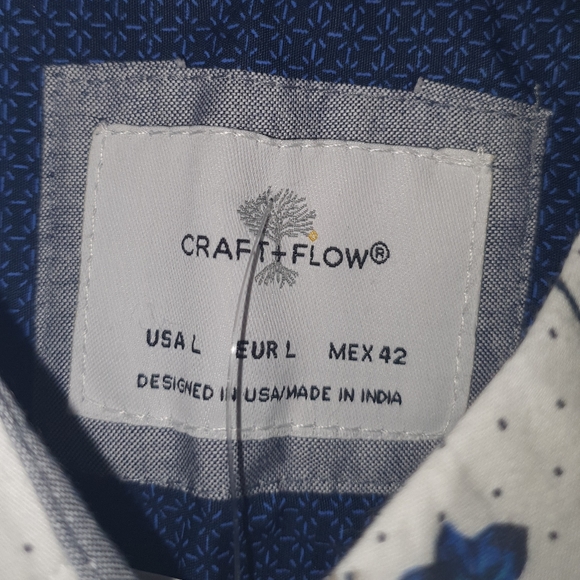 CRAFT+FLOW®
USA L EUR L MEX 42
DESIGNED IN USA/MADE IN INDIA